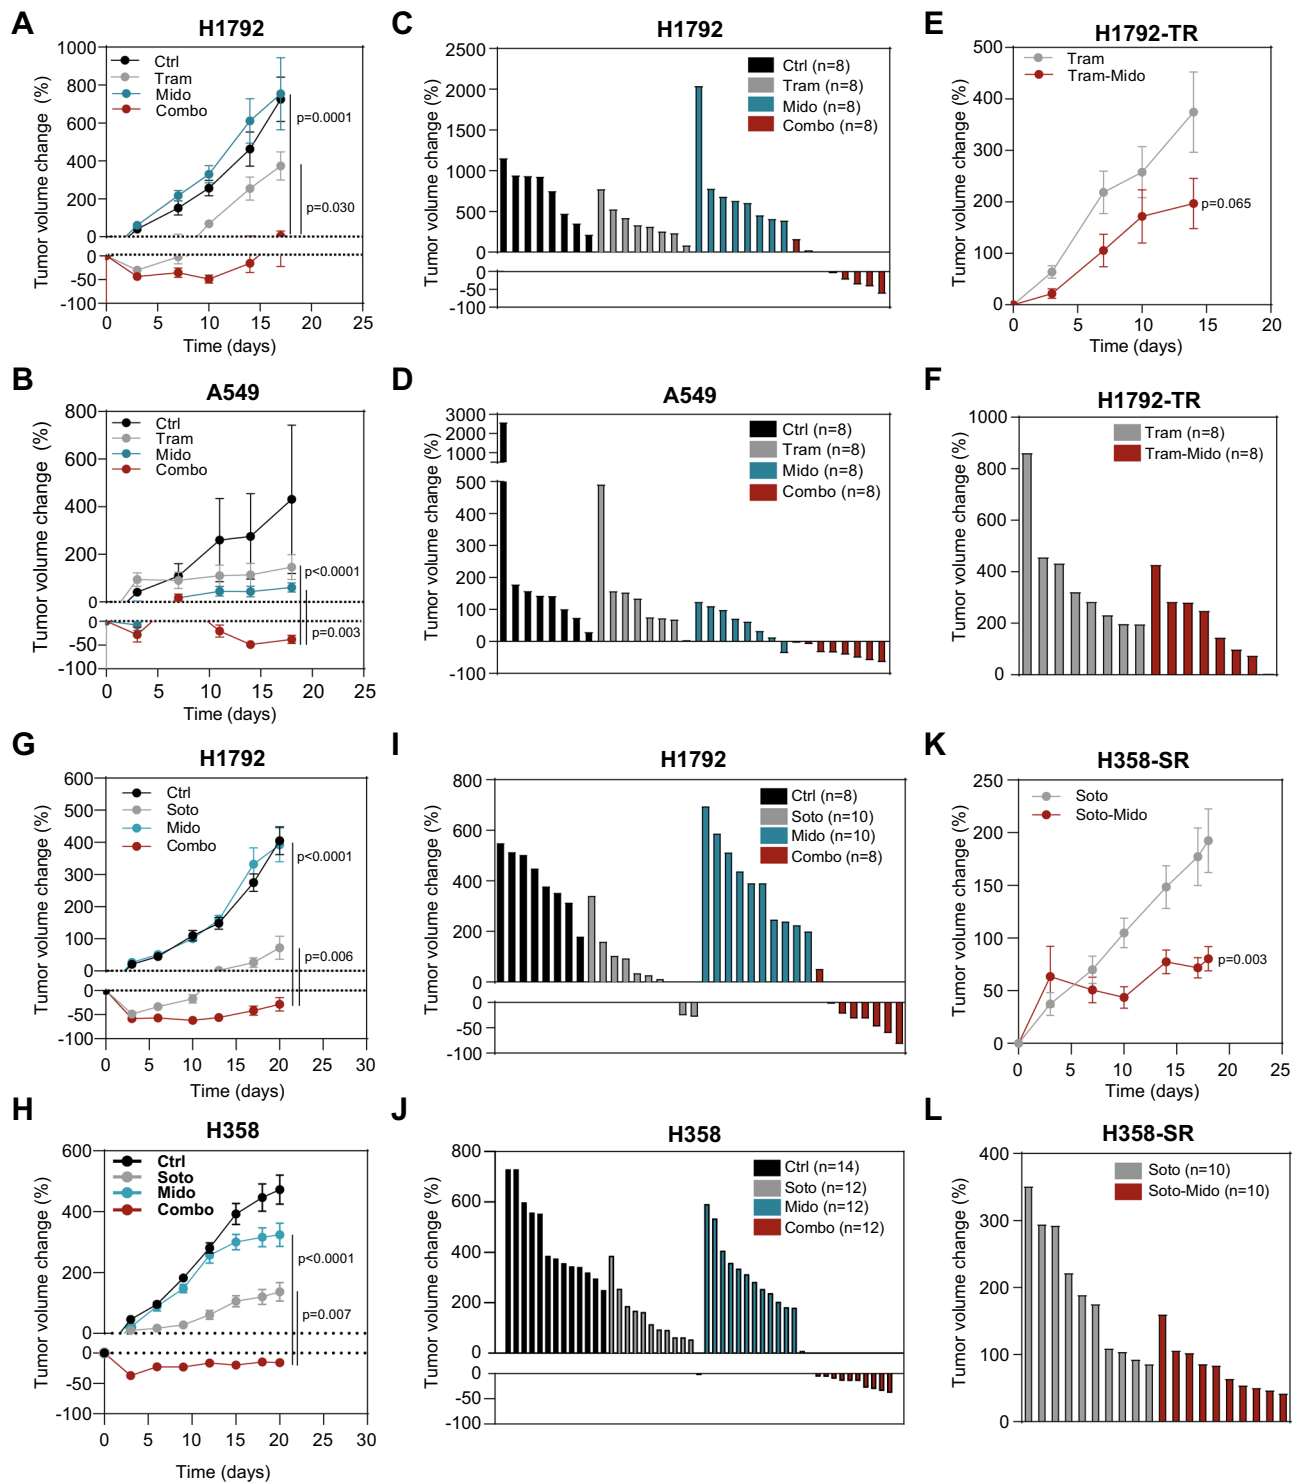 A
H1792
Tumor volume change (%)
1000
800
600
400
200
0
0
-50
-100
Ctrl
Tram
Mido
Combo
p=0.0001
p=0.030
0 5 10 15 20 25
Time (days)
C
H1792
Tumor volume change (%)
2500
2000
1500
1000
500
0
0
-50
-100
Ctrl (n=8)
Tram (n=8)
Mido (n=8)
Combo (n=8)
E
H1792-TR
Tumor volume change (%)
500
400
300
200
100
0
Tram
Tram-Mido
p=0.065
0 5 10 15 20
Time (days)
B
A549
Tumor volume change (%)
800
600
400
200
0
0
-50
-100
Ctrl
Tram
Mido
Combo
p<0.0001
p=0.003
0 5 10 15 20 25
Time (days)
D
A549
Tumor volume change (%)
3000
2000
1000
500
400
300
200
100
0
-100
Ctrl (n=8)
Tram (n=8)
Mido (n=8)
Combo (n=8)
F
H1792-TR
Tumor volume change (%)
1000
800
600
400
200
0
Tram (n=8)
Tram-Mido (n=8)
G
H1792
Tumor volume change (%)
600
500
400
300
200
100
0
0
-50
-100
Ctrl
Soto
Mido
Combo
p<0.0001
p=0.006
0 5 10 15 20 25 30
Time (days)
I
H1792
Tumor volume change (%)
800
600
400
200
0
0
-50
-100
Ctrl (n=8)
Soto (n=10)
Mido (n=10)
Combo (n=8)
K
H358-SR
Tumor volume change (%)
250
200
150
100
50
0
Soto
Soto-Mido
p=0.003
0 5 10 15 20 25
Time (days)
H
H358
Tumor volume change (%)
600
400
200
0
0
-50
-100
Ctrl
Soto
Mido
Combo
p<0.0001
p=0.007
0 5 10 15 20 25 30
Time (days)
J
H358
Tumor volume change (%)
800
600
400
200
0
0
-50
-100
Ctrl (n=14)
Soto (n=12)
Mido (n=12)
Combo (n=12)
L
H358-SR
Tumor volume change (%)
400
300
200
100
0
Soto (n=10)
Soto-Mido (n=10)